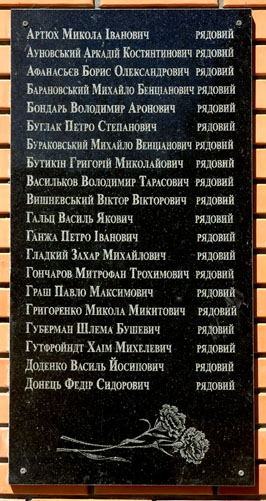 Артюх Микола Іванович рядовий
Ауновський Аркадій Костянтинович рядовий
Афанасьєв Борис Олександрович рядовий
Барановський Михайло Бенціанович рядовий
Бондарь Володимир Аронович рядовий
Буглак Петро Степанович рядовий
Бураковський Михайло Венціанович рядовий
Бутикін Григорій Миколайович рядовий
Васильков Володимир Тарасович рядовий
Вишневський Віктор Вікторович рядовий
Гальц Василь Якович рядовий
Ганжа Петро Іванович рядовий
Гладкий Захар Михайлович рядовий
Гончаров Митрофан Трохимович рядовий
Граш Павло Максимович рядовий
Григоренко Микола Микитович рядовий
Губерман Шлема Бушевич рядовий
Гутфройндт Хаім Михелевич рядовий
Доденко Василь Йосипович рядовий
Донець Федір Сидорович рядовий